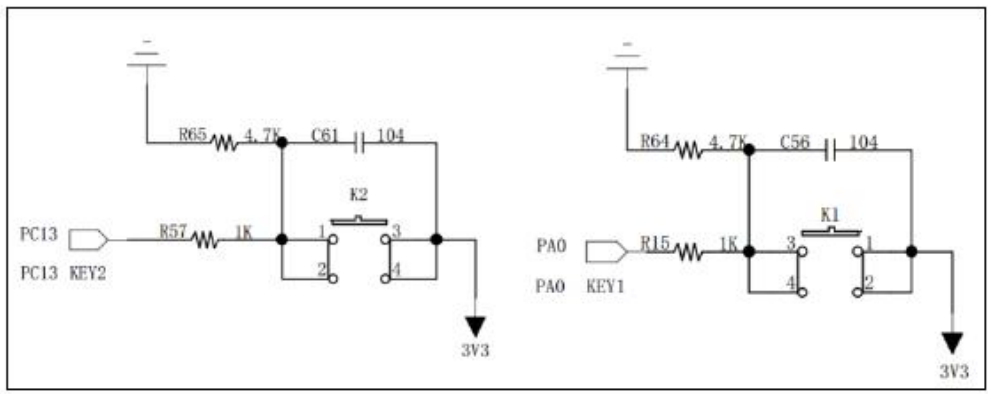 R65 4.7K C61 104
K2
PC13 R57 1K 1 3
PC13 KEY2 2 4
3V3
R64 4.7K C56 104
K1
PA0 R15 1K 3 1
PA0 KEY1 4 2
3V3